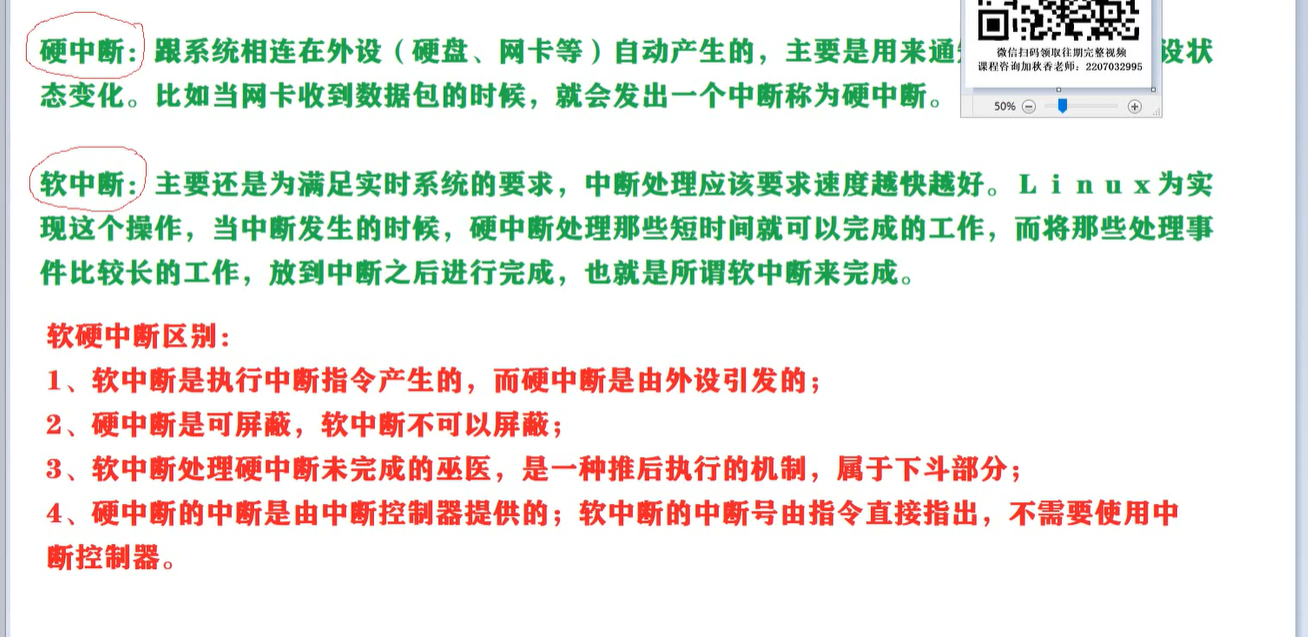 硬中断：跟系统相连在外设（硬盘、网卡等）自动产生的，主要是用来通 设状
态变化。比如当网卡收到数据包的时候，就会发出一个中断称为硬中断。
微信扫码领取往期完整视频
课程咨询加秋香老师：2207032995
50%
软中断：主要还是为满足实时系统的要求，中断处理应该要求速度越快越好。Ｌｉｎｕｘ为实
现这个操作，当中断发生的时候，硬中断处理那些短时间就可以完成的工作，而将那些处理事
件比较长的工作，放到中断之后进行完成，也就是所谓软中断来完成。
软硬中断区别：
1、软中断是执行中断指令产生的，而硬中断是由外设引发的；
2、硬中断是可屏蔽，软中断不可以屏蔽；
3、软中断处理硬中断未完成的巫医，是一种推后执行的机制，属于下斗部分；
4、硬中断的中断是由中断控制器提供的；软中断的中断号由指令直接指出，不需要使用中
断控制器。